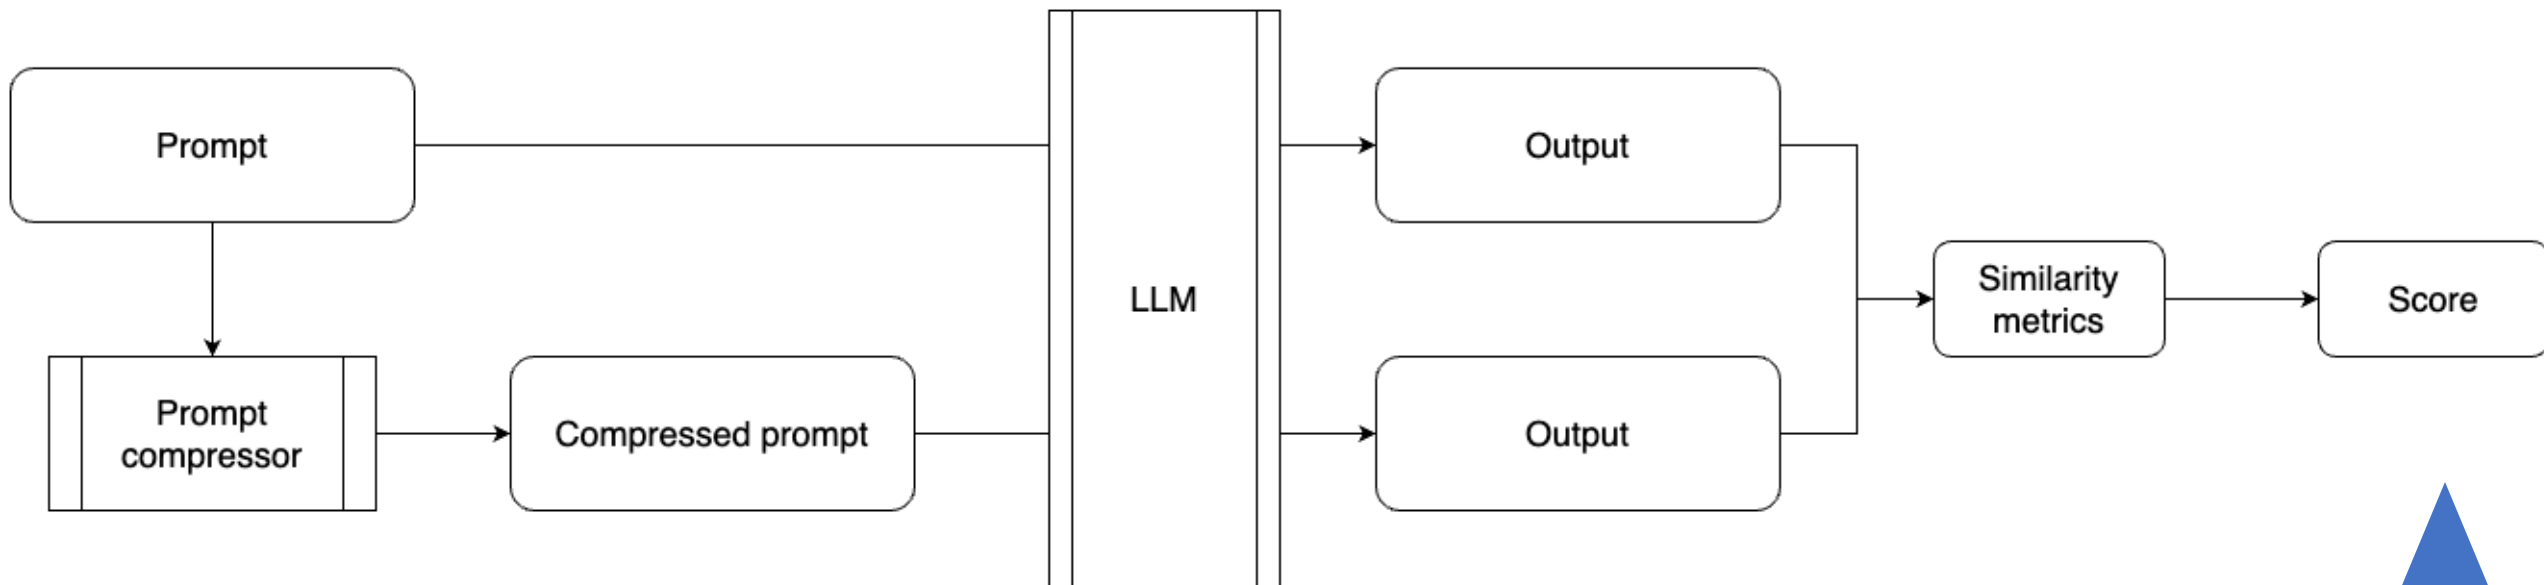 Prompt
Output
LLM
Similarity
metrics
Score
Prompt
compressor
Compressed prompt
Output